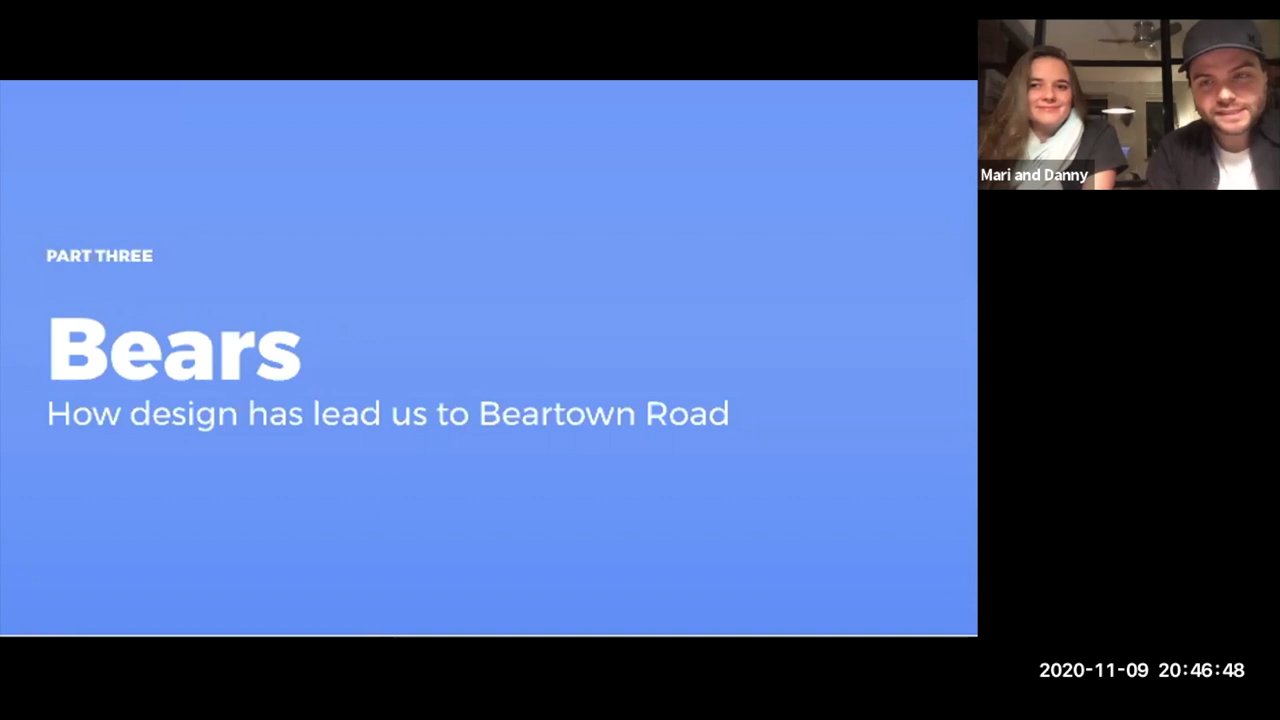 PART THREE
Bears
How design has lead us to Beartown Road
Mari and Danny
2020-11-09 20:46:48